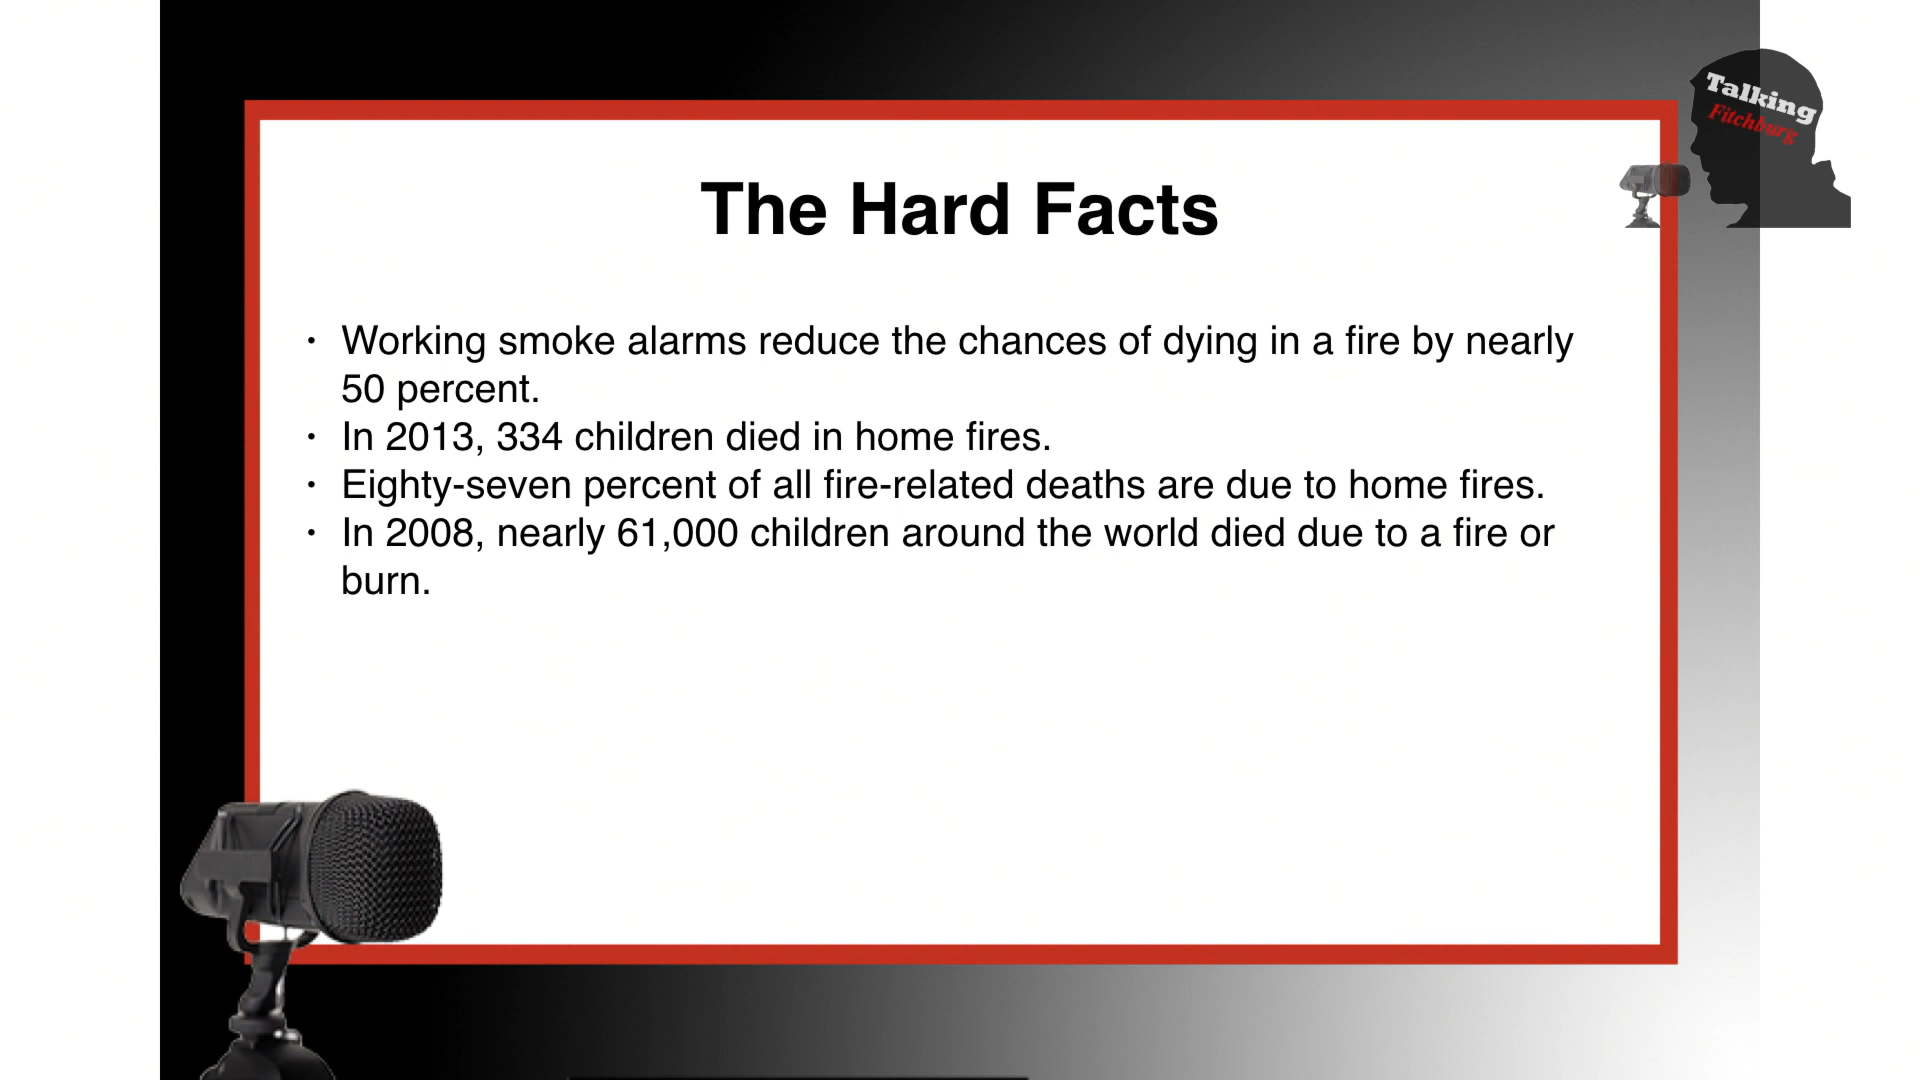 Talking
Fitchburg
The Hard Facts
· Working smoke alarms reduce the chances of dying in a fire by nearly
50 percent.
· In 2013, 334 children died in home fires.
· Eighty-seven percent of all fire-related deaths are due to home fires.
· In 2008, nearly 61,000 children around the world died due to a fire or
burn.